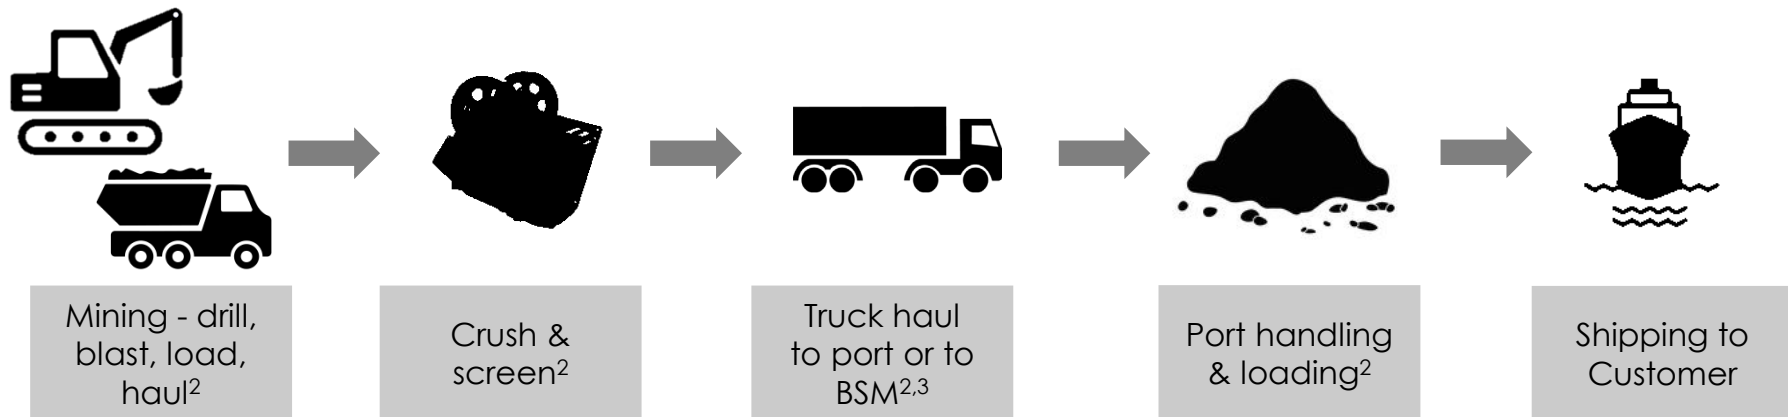 Mining - drill,
blast, load,
haul²
Crush &
screen²
Truck haul
to port or to
BSM²,³
Port handling
& loading²
Shipping to
Customer